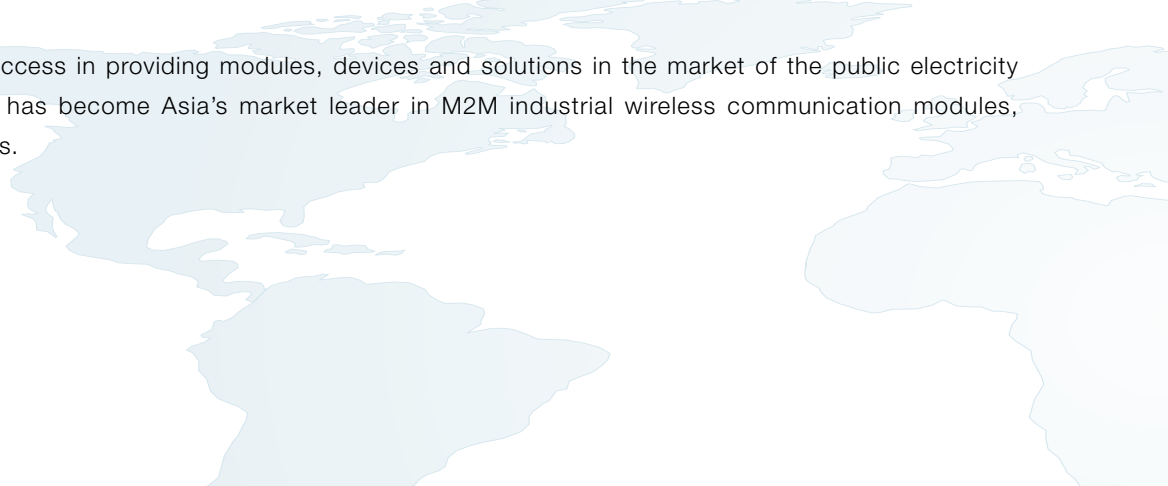 ccess in providing modules, devices and solutions in the market of the public electricity
has become Asia's market leader in M2M industrial wireless communication modules,
s.